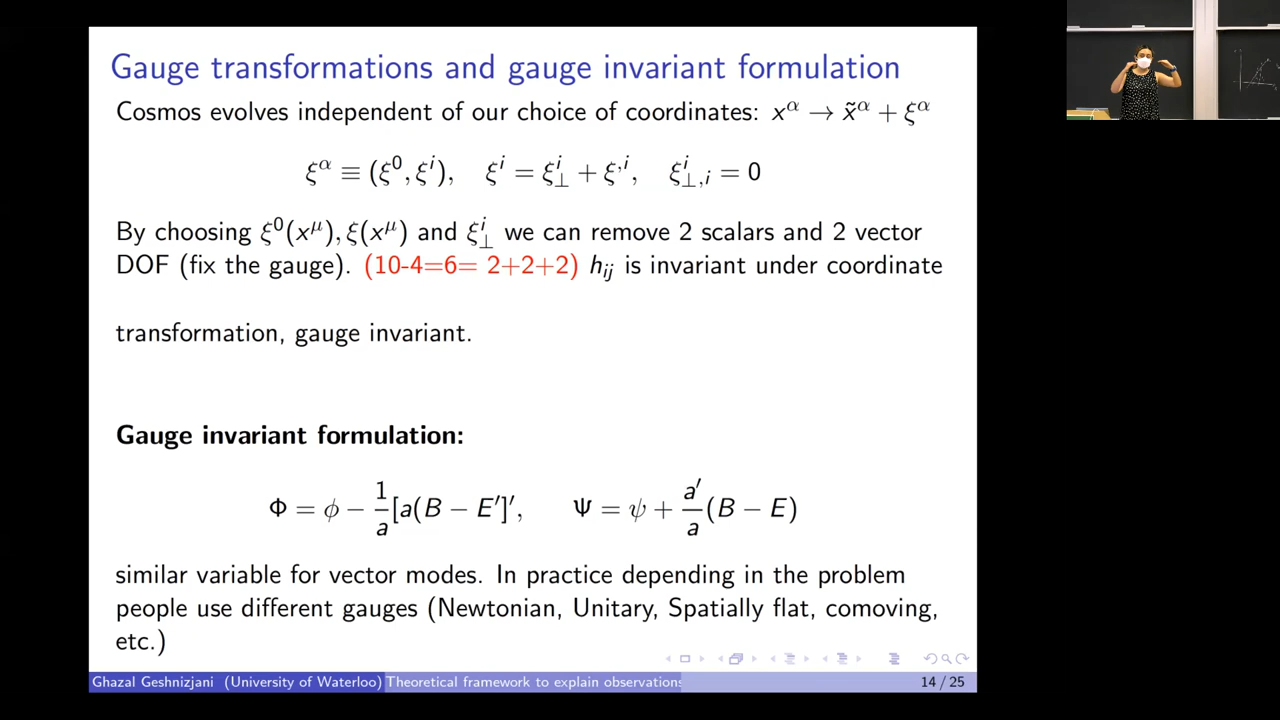 Gauge transformations and gauge invariant formulation
Cosmos evolves independent of our choice of coordinates: x^α → x̃^α + ξ^α
ξ^α ≡ (ξ^0, ξ^i), ξ^i = ξ^i_⊥ + ξ^{,i}, ξ^i_{⊥,i} = 0
By choosing ξ^0(x^μ), ξ(x^μ) and ξ^i_⊥ we can remove 2 scalars and 2 vector
DOF (fix the gauge). (10-4=6= 2+2+2) h_{ij} is invariant under coordinate
transformation, gauge invariant.
Gauge invariant formulation:
Φ = ϕ − 1/a [a(B − E′]′, Ψ = ψ + a′/a (B − E)
similar variable for vector modes. In practice depending in the problem
people use different gauges (Newtonian, Unitary, Spatially flat, comoving,
etc.)
Ghazal Geshnizjani (University of Waterloo) Theoretical framework to explain observations 14 / 25